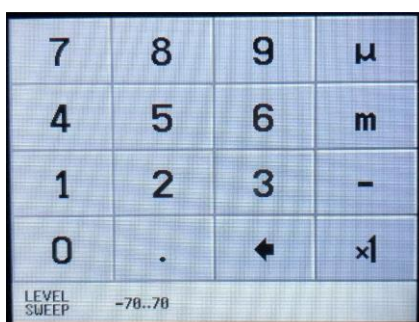 7 8 9 μ
4 5 6 m
1 2 3 -
0 . ←  ×1
LEVEL
SWEEP -70..70